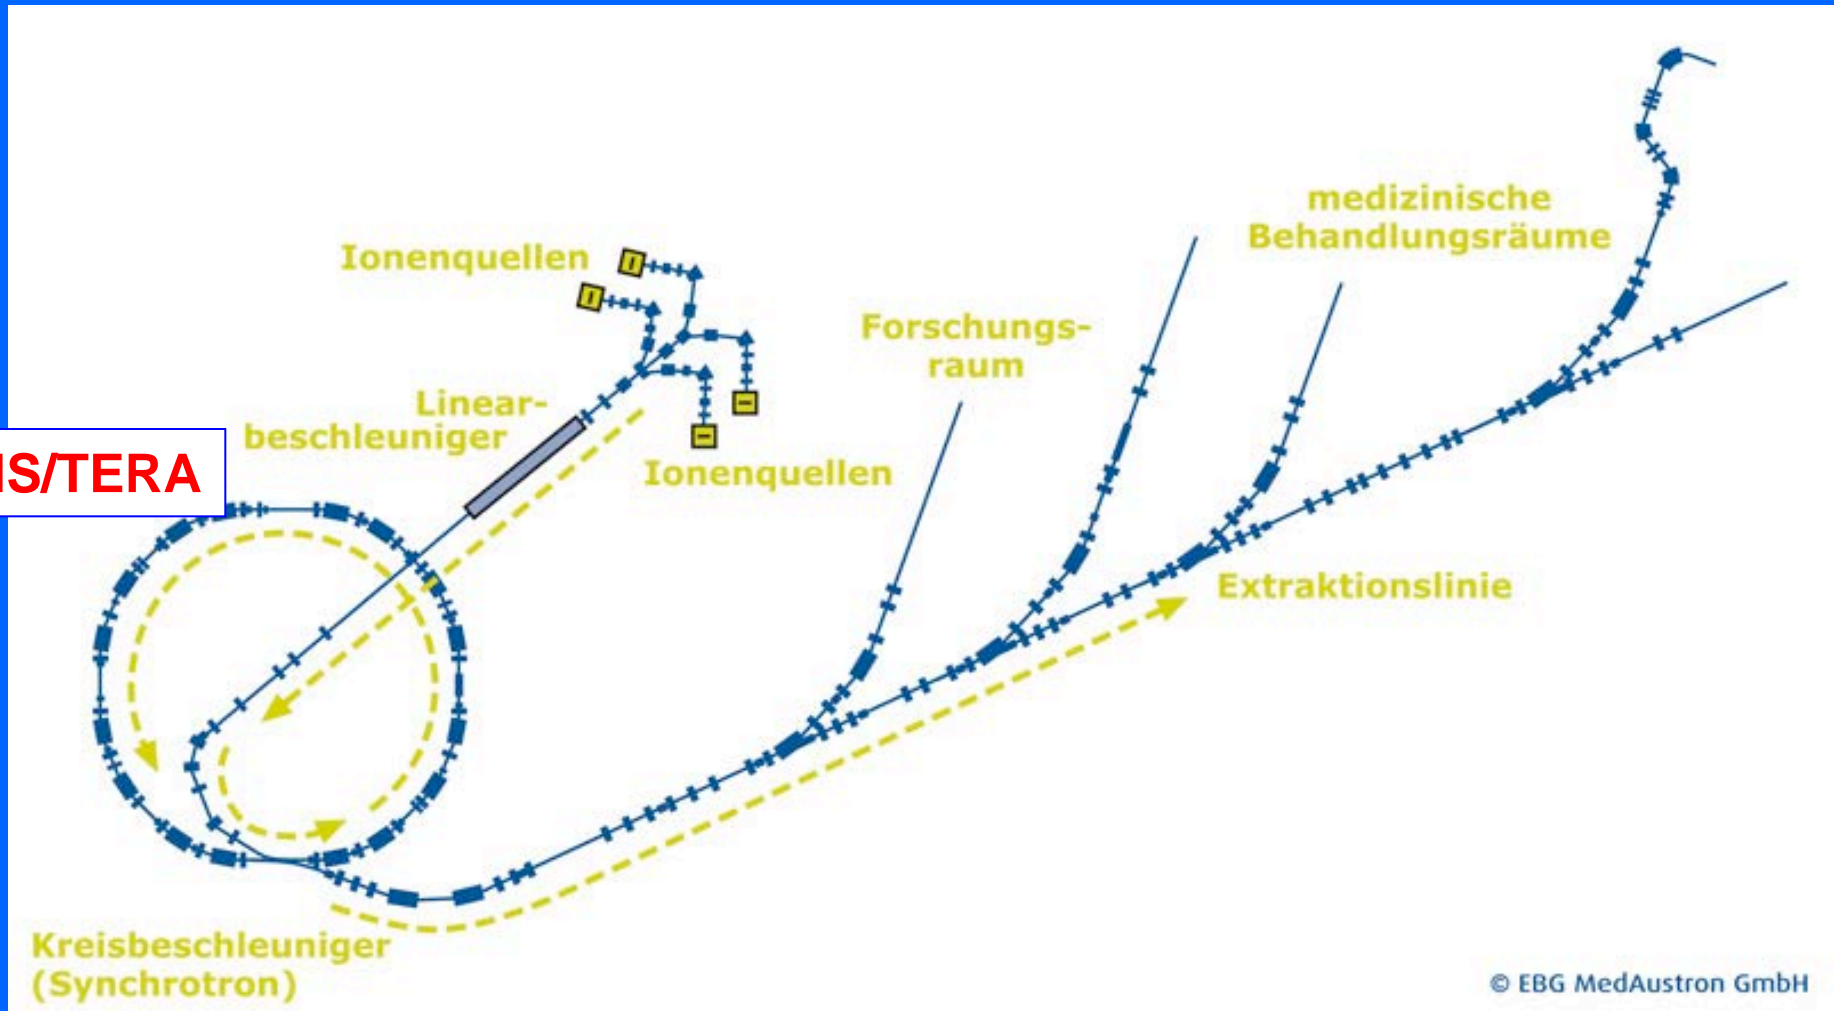 medizinische
Behandlungsräume
Ionenquellen
Forschungs-
raum
Linear-
beschleuniger
IS/TERA
Ionenquellen
Extraktionslinie
Kreisbeschleuniger
(Synchrotron)
© EBG MedAustron GmbH